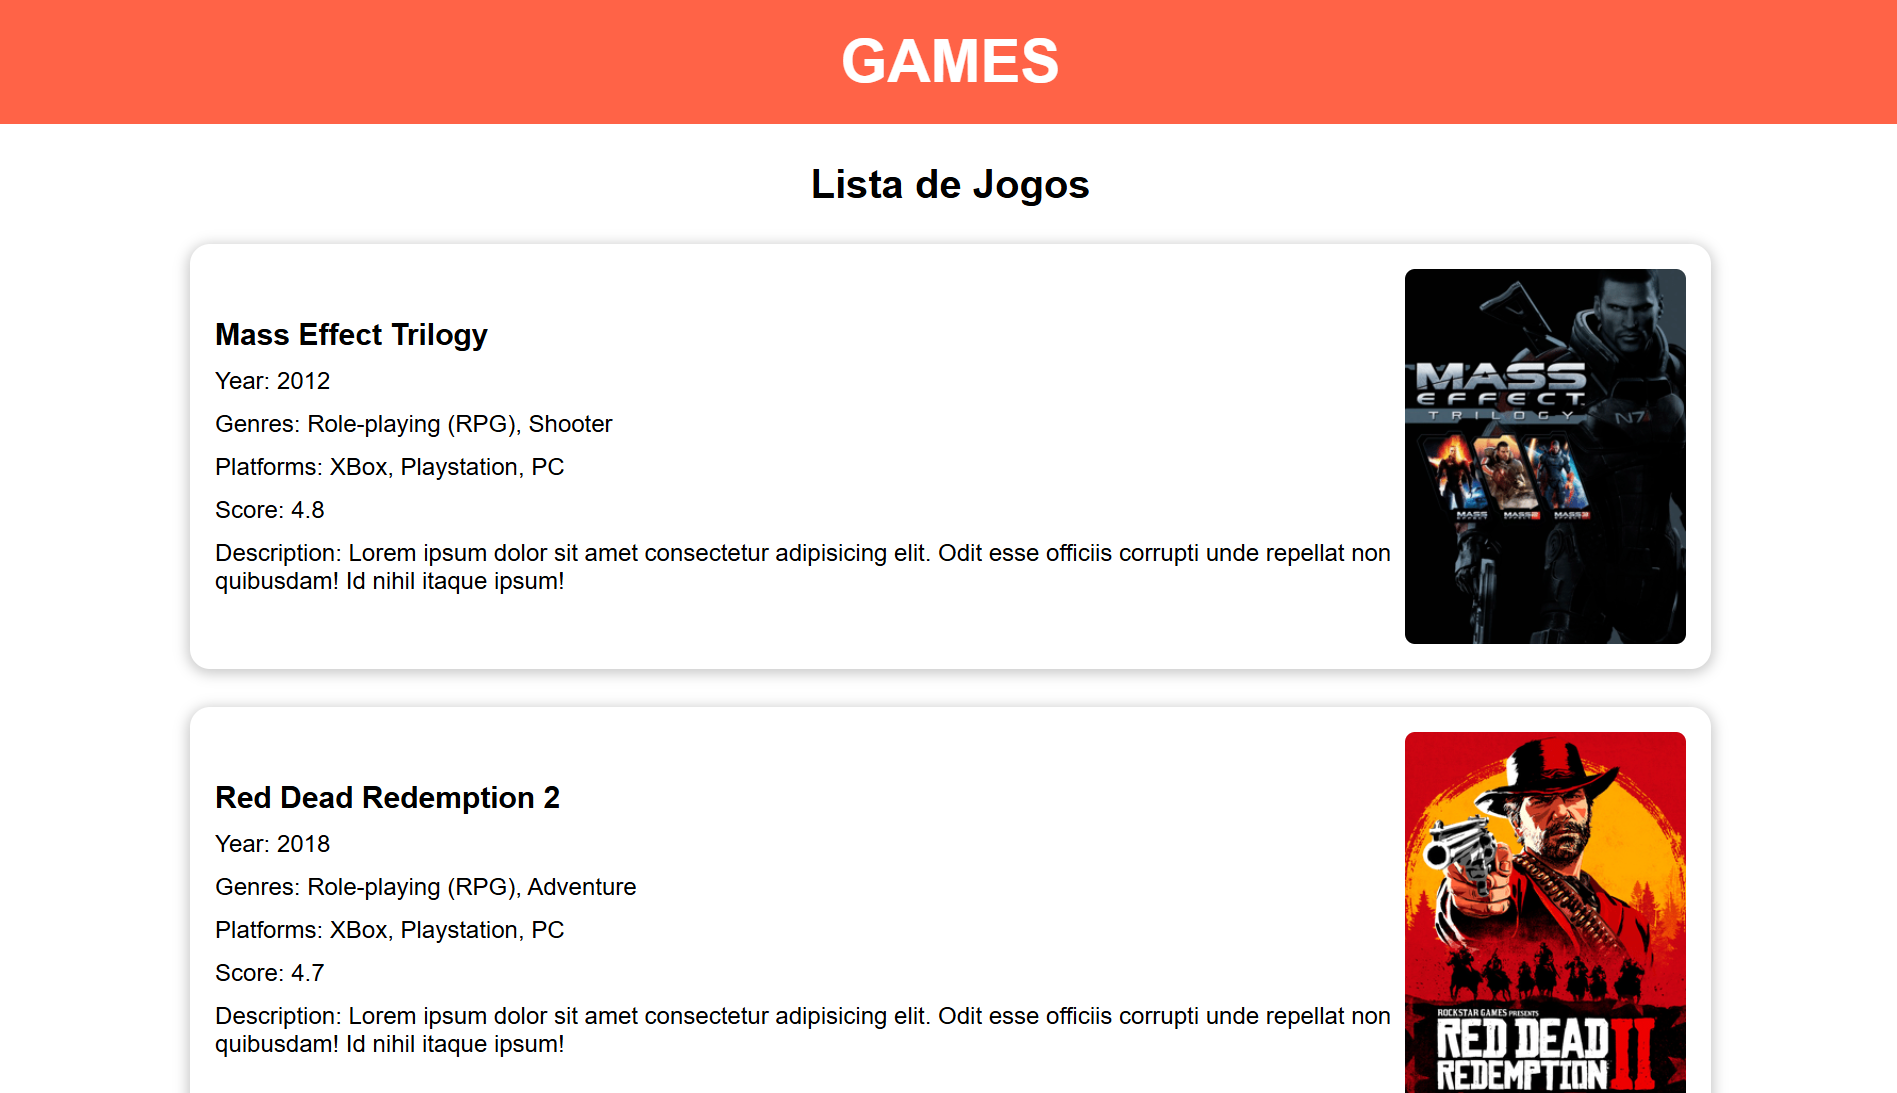 GAMES
Lista de Jogos
Mass Effect Trilogy
Year: 2012
Genres: Role-playing (RPG), Shooter
Platforms: XBox, Playstation, PC
Score: 4.8
Description: Lorem ipsum dolor sit amet consectetur adipisicing elit. Odit esse officiis corrupti unde repellat non
quibusdam! Id nihil itaque ipsum!
MASS
EFFECT
TRILOGY
N7
MASS EFFECT
MASS EFFECT 2
MASS EFFECT 3
Red Dead Redemption 2
Year: 2018
Genres: Role-playing (RPG), Adventure
Platforms: XBox, Playstation, PC
Score: 4.7
Description: Lorem ipsum dolor sit amet consectetur adipisicing elit. Odit esse officiis corrupti unde repellat non
quibusdam! Id nihil itaque ipsum!
ROCKSTAR GAMES PRESENTS
RED DEAD
REDEMPTION II